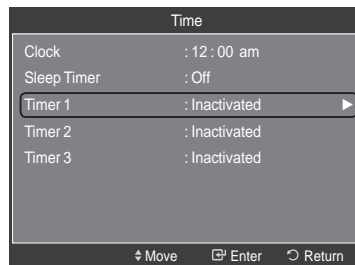 Time
Clock : 12 : 00 am
Sleep Timer : Off
Timer 1 : Inactivated
Timer 2 : Inactivated
Timer 3 : Inactivated
Move Enter Return